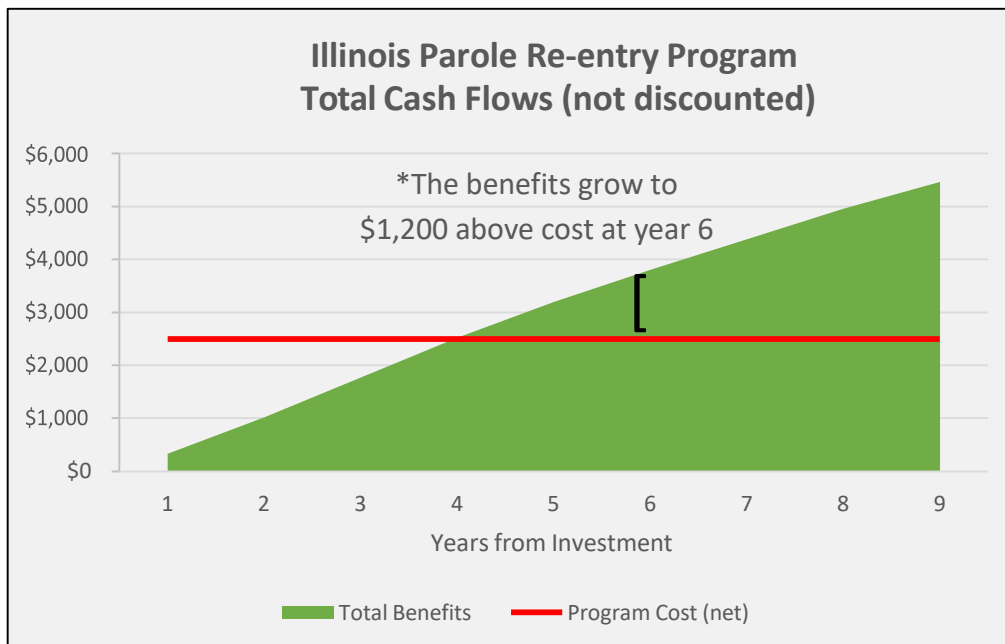 Illinois Parole Re-entry Program
Total Cash Flows (not discounted)
$6,000
$5,000
$4,000
$3,000
$2,000
$1,000
$0
*The benefits grow to
$1,200 above cost at year 6
1 2 3 4 5 6 7 8 9
Years from Investment
Total Benefits Program Cost (net)